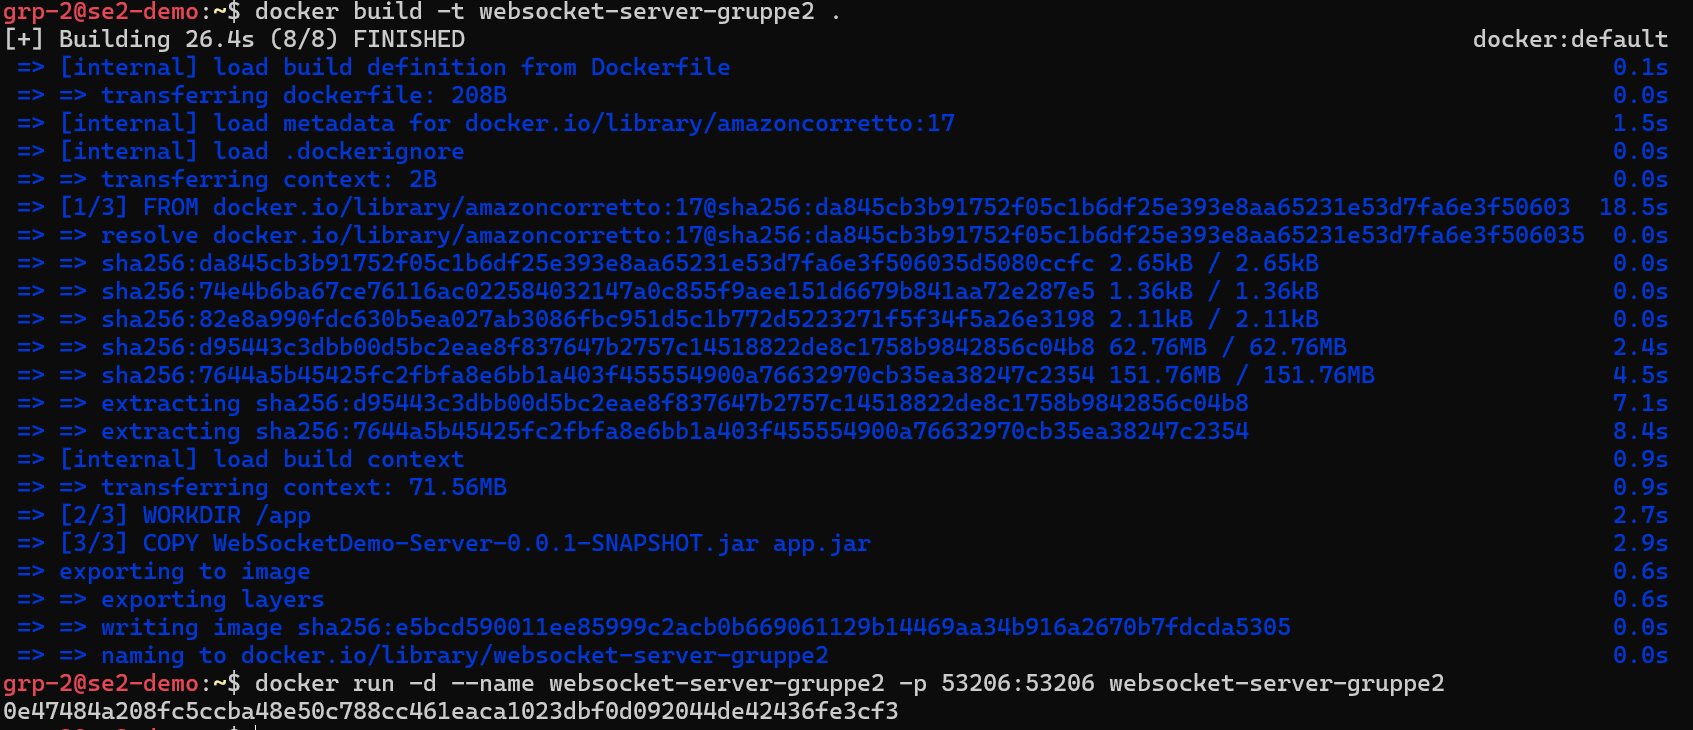 grp-2@se2-demo:~$ docker build -t websocket-server-gruppe2 .
[+] Building 26.4s (8/8) FINISHED docker:default
=> [internal] load build definition from Dockerfile 0.1s
=> => transferring dockerfile: 208B 0.0s
=> [internal] load metadata for docker.io/library/amazoncorretto:17 1.5s
=> [internal] load .dockerignore 0.0s
=> => transferring context: 2B 0.0s
=> [1/3] FROM docker.io/library/amazoncorretto:17@sha256:da845cb3b91752f05c1b6df25e393e8aa65231e53d7fa6e3f50603 18.5s
=> => resolve docker.io/library/amazoncorretto:17@sha256:da845cb3b91752f05c1b6df25e393e8aa65231e53d7fa6e3f506035 0.0s
=> => sha256:da845cb3b91752f05c1b6df25e393e8aa65231e53d7fa6e3f506035d5080ccfc 2.65kB / 2.65kB 0.0s
=> => sha256:74e4b6ba67ce76116ac022584032147a0c855f9aee151d6679b841aa72e287e5 1.36kB / 1.36kB 0.0s
=> => sha256:82e8a990fdc630b5ea027ab3086fbc951d5c1b772d5223271f5f34f5a26e3198 2.11kB / 2.11kB 0.0s
=> => sha256:d95443c3dbb00d5bc2eae8f837647b2757c14518822de8c1758b9842856c04b8 62.76MB / 62.76MB 2.4s
=> => sha256:7644a5b45425fc2fbfa8e6bb1a403f455554900a76632970cb35ea38247c2354 151.76MB / 151.76MB 4.5s
=> => extracting sha256:d95443c3dbb00d5bc2eae8f837647b2757c14518822de8c1758b9842856c04b8 7.1s
=> => extracting sha256:7644a5b45425fc2fbfa8e6bb1a403f455554900a76632970cb35ea38247c2354 8.4s
=> [internal] load build context 0.9s
=> => transferring context: 71.56MB 0.9s
=> [2/3] WORKDIR /app 2.7s
=> [3/3] COPY WebSocketDemo-Server-0.0.1-SNAPSHOT.jar app.jar 2.9s
=> exporting to image 0.6s
=> => exporting layers 0.6s
=> => writing image sha256:e5bcd590011ee85999c2acb0b669061129b14469aa34b916a2670b7fdcda5305 0.0s
=> => naming to docker.io/library/websocket-server-gruppe2 0.0s
grp-2@se2-demo:~$ docker run -d --name websocket-server-gruppe2 -p 53206:53206 websocket-server-gruppe2
0e47484a208fc5ccba48e50c788cc461eaca1023dbf0d092044de42436fe3cf3